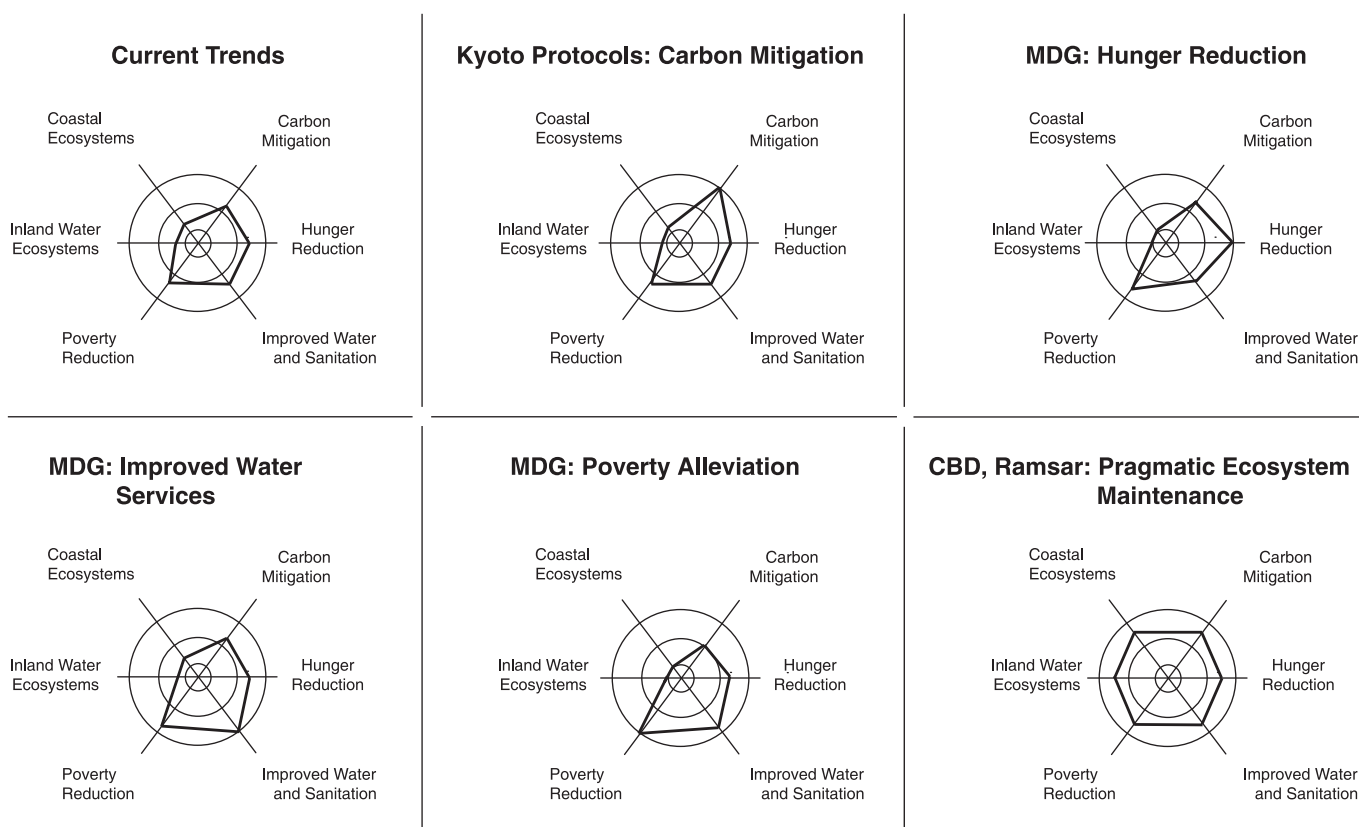 Current Trends
Coastal
Ecosystems
Carbon
Mitigation
Inland Water
Ecosystems
Hunger
Reduction
Poverty
Reduction
Improved Water
and Sanitation
Kyoto Protocols: Carbon Mitigation
Coastal
Ecosystems
Carbon
Mitigation
Inland Water
Ecosystems
Hunger
Reduction
Poverty
Reduction
Improved Water
and Sanitation
MDG: Hunger Reduction
Coastal
Ecosystems
Carbon
Mitigation
Inland Water
Ecosystems
Hunger
Reduction
Poverty
Reduction
Improved Water
and Sanitation
MDG: Improved Water
Services
Coastal
Ecosystems
Carbon
Mitigation
Inland Water
Ecosystems
Hunger
Reduction
Poverty
Reduction
Improved Water
and Sanitation
MDG: Poverty Alleviation
Coastal
Ecosystems
Carbon
Mitigation
Inland Water
Ecosystems
Hunger
Reduction
Poverty
Reduction
Improved Water
and Sanitation
CBD, Ramsar: Pragmatic Ecosystem
Maintenance
Coastal
Ecosystems
Carbon
Mitigation
Inland Water
Ecosystems
Hunger
Reduction
Poverty
Reduction
Improved Water
and Sanitation